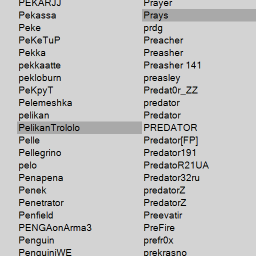 PEKARJJ
Pekassa
Peke
PeKeTuP
Pekka
pekkaatte
pekloburn
PeKpyT
Pelemeshka
pelikan
PelikanTrololo
Pelle
Pellegrino
pelo
Penapena
Penek
Penetrator
Penfield
PENGAonArma3
Penguin
PenguiniWE
Prayer
Prays
prdg
Preacher
Preasher
Preasher 141
preasley
Predat0r_ZZ
predator
Predator
PREDATOR
Predator[FP]
Predator191
PredatoR21UA
Predator32ru
predatorZ
PredatorZ
Preevatir
PreFire
prefr0x
prekrasno